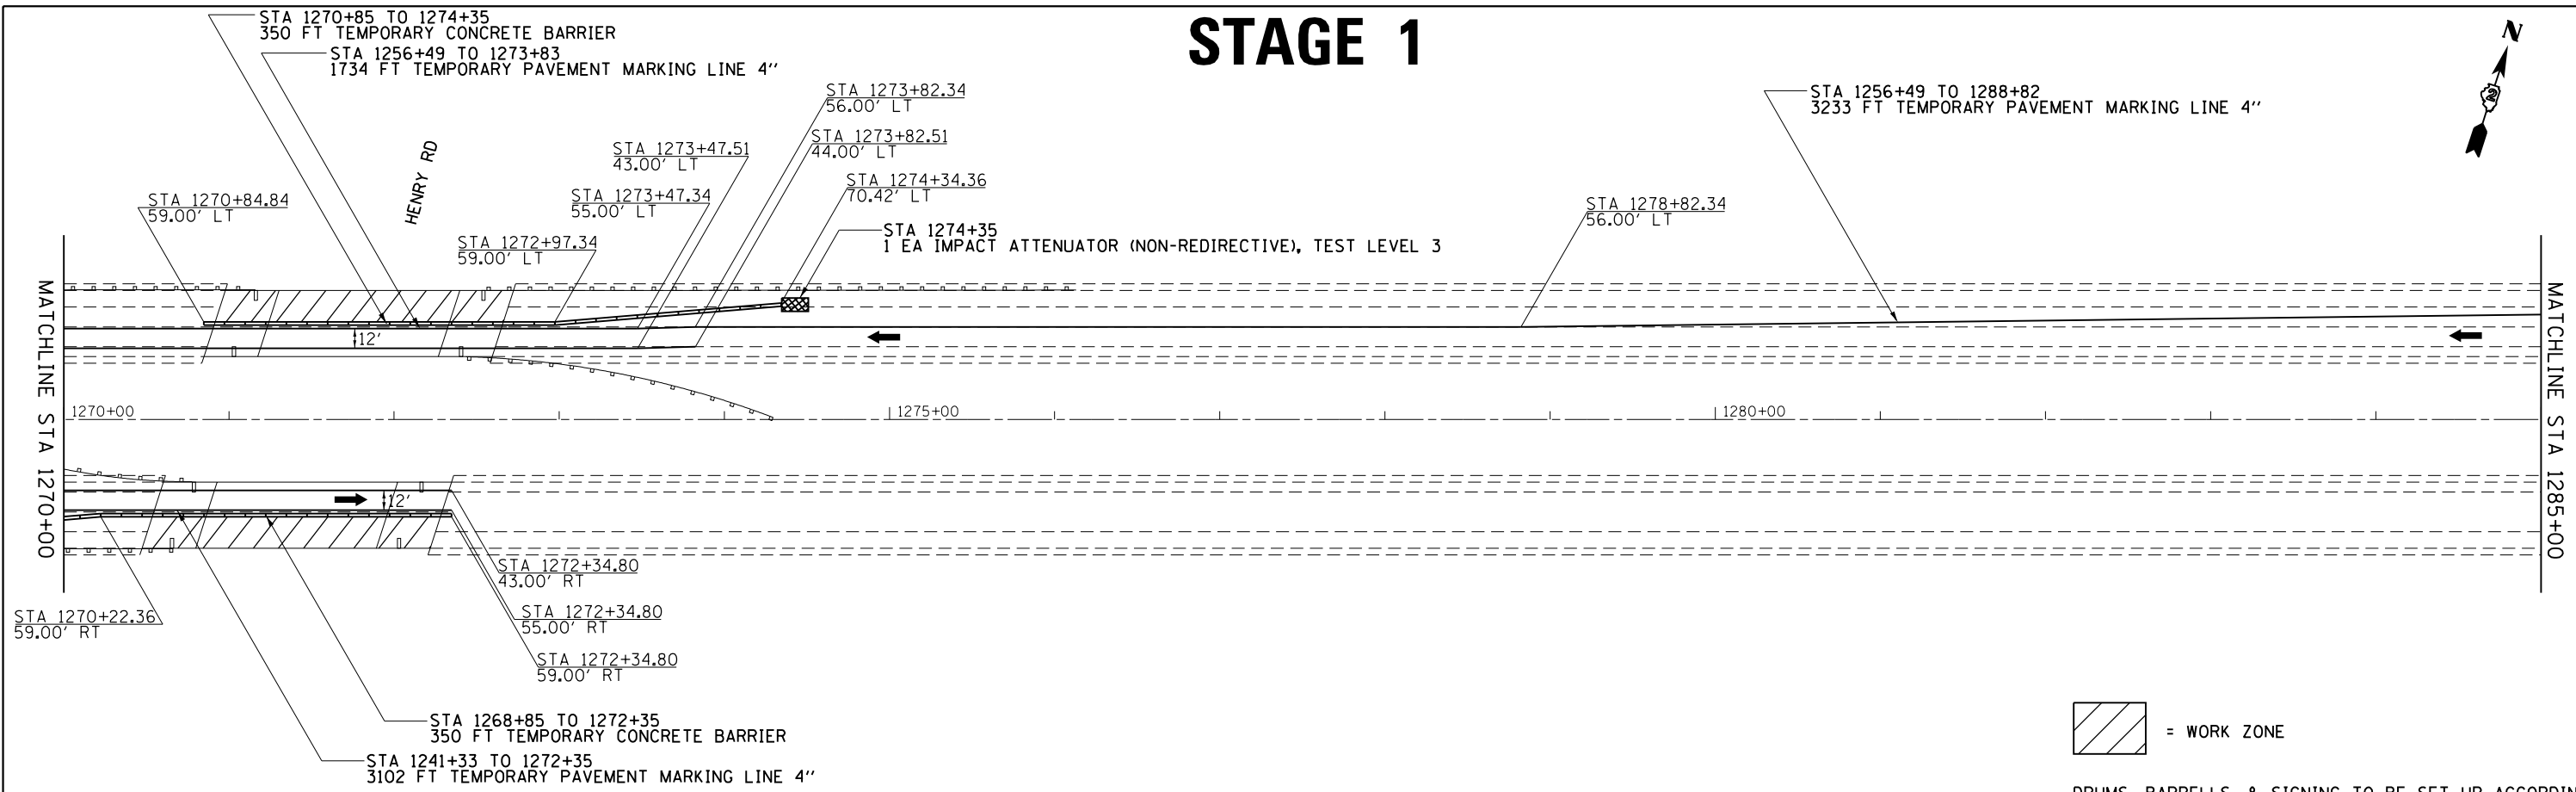 STAGE 1
STA 1270+85 TO 1274+35
350 FT TEMPORARY CONCRETE BARRIER
STA 1256+49 TO 1273+83
1734 FT TEMPORARY PAVEMENT MARKING LINE 4''
N
2
STA 1273+82.34
56.00' LT
STA 1256+49 TO 1288+82
3233 FT TEMPORARY PAVEMENT MARKING LINE 4''
STA 1273+82.51
44.00' LT
STA 1273+47.51
43.00' LT
HENRY RD
STA 1274+34.36
70.42' LT
STA 1273+47.34
55.00' LT
STA 1270+84.84
59.00' LT
STA 1278+82.34
56.00' LT
STA 1274+35
1 EA IMPACT ATTENUATOR (NON-REDIRECTIVE), TEST LEVEL 3
STA 1272+97.34
59.00' LT
MATCHLINE STA 1270+00
MATCHLINE STA 1285+00
12'
1270+00
1275+00
1280+00
12'
STA 1272+34.80
43.00' RT
STA 1272+34.80
55.00' RT
STA 1270+22.36
59.00' RT
STA 1272+34.80
59.00' RT
STA 1268+85 TO 1272+35
350 FT TEMPORARY CONCRETE BARRIER
STA 1241+33 TO 1272+35
3102 FT TEMPORARY PAVEMENT MARKING LINE 4''
= WORK ZONE
DRUMS, BARRELLS, & SIGNING TO BE SET UP ACCORDIN